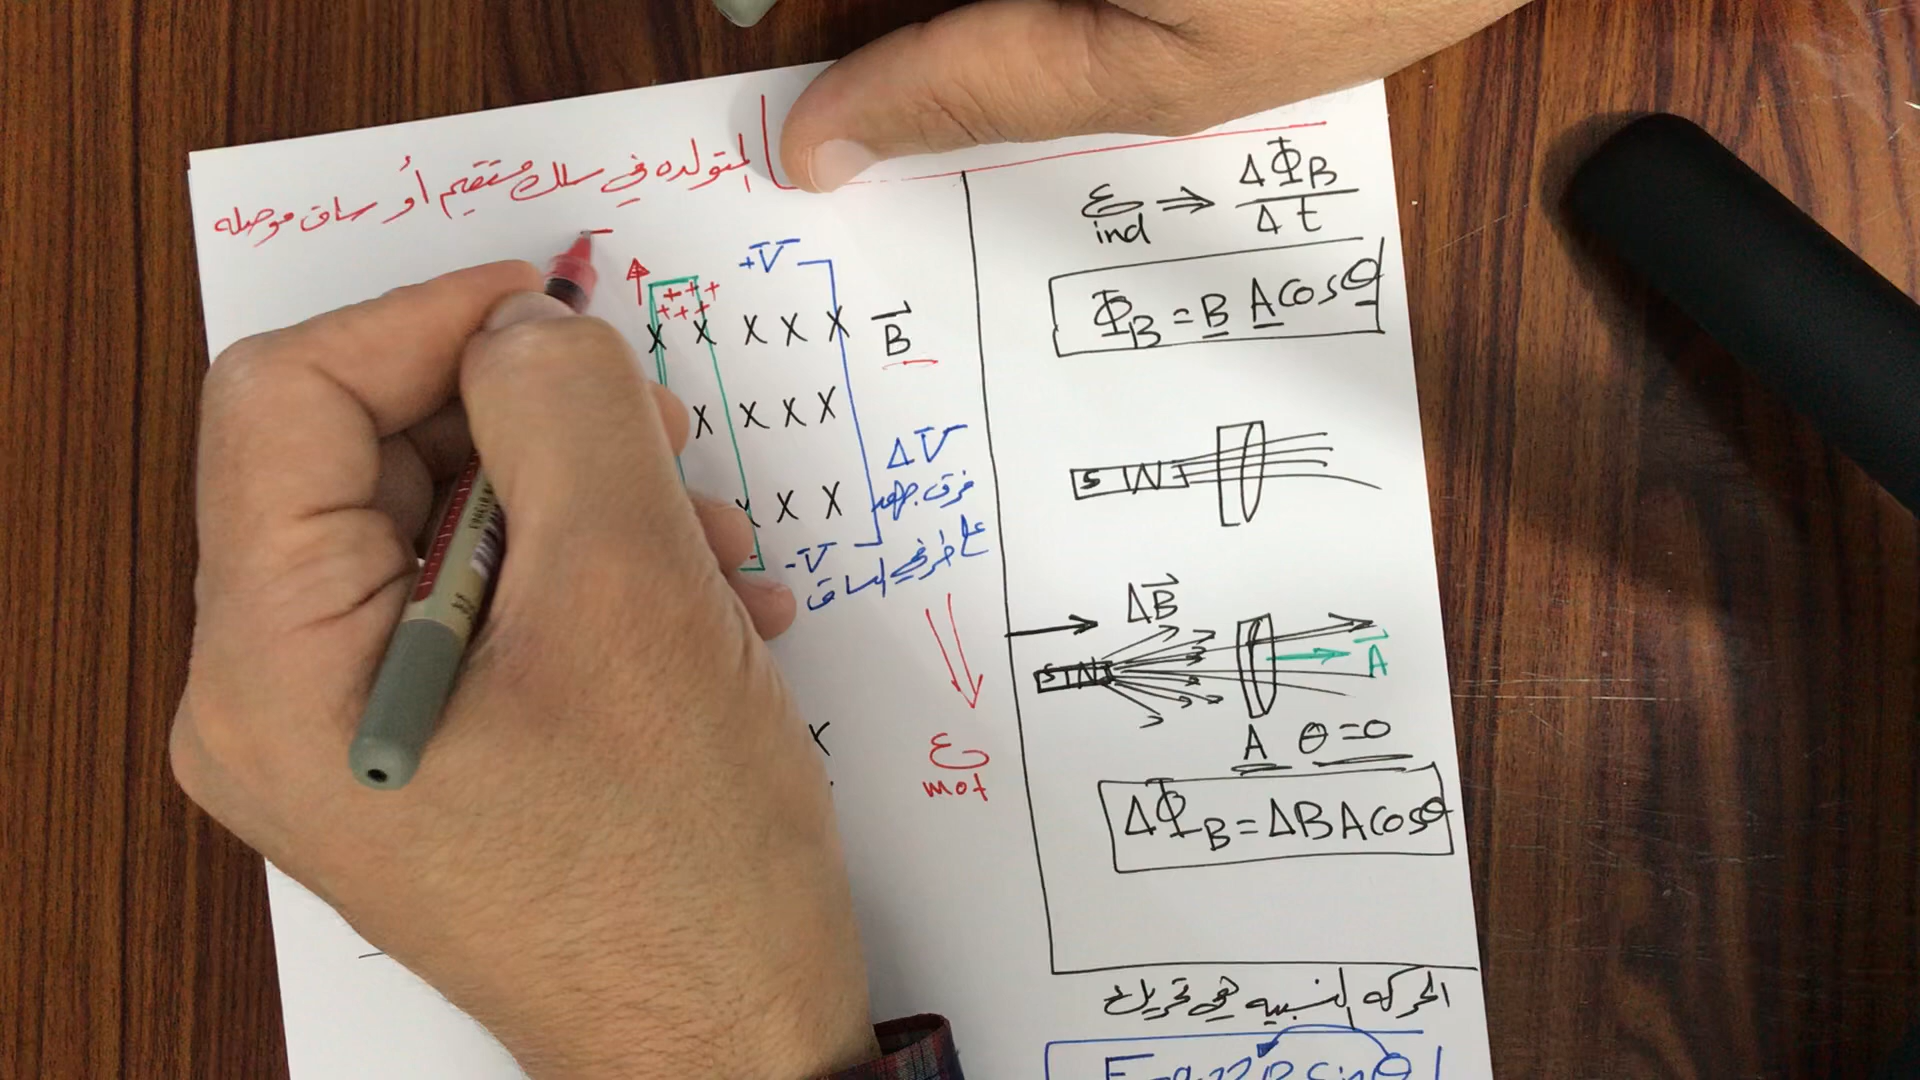 المتولده في سلك مستقيم أو ساق موصله
+V
+ + +
+ + + +
X X X X X B
X X X X
X X X
ΔV
فرق جهد
على طرفي الساق
-V
ε
mot
ε ind ⇒ ΔΦB / Δt
ΦB = B A cosθ
S N
ΔB
S N
A
A θ=0
ΔΦB = ΔB A cosθ
الحركه النسبيه هي